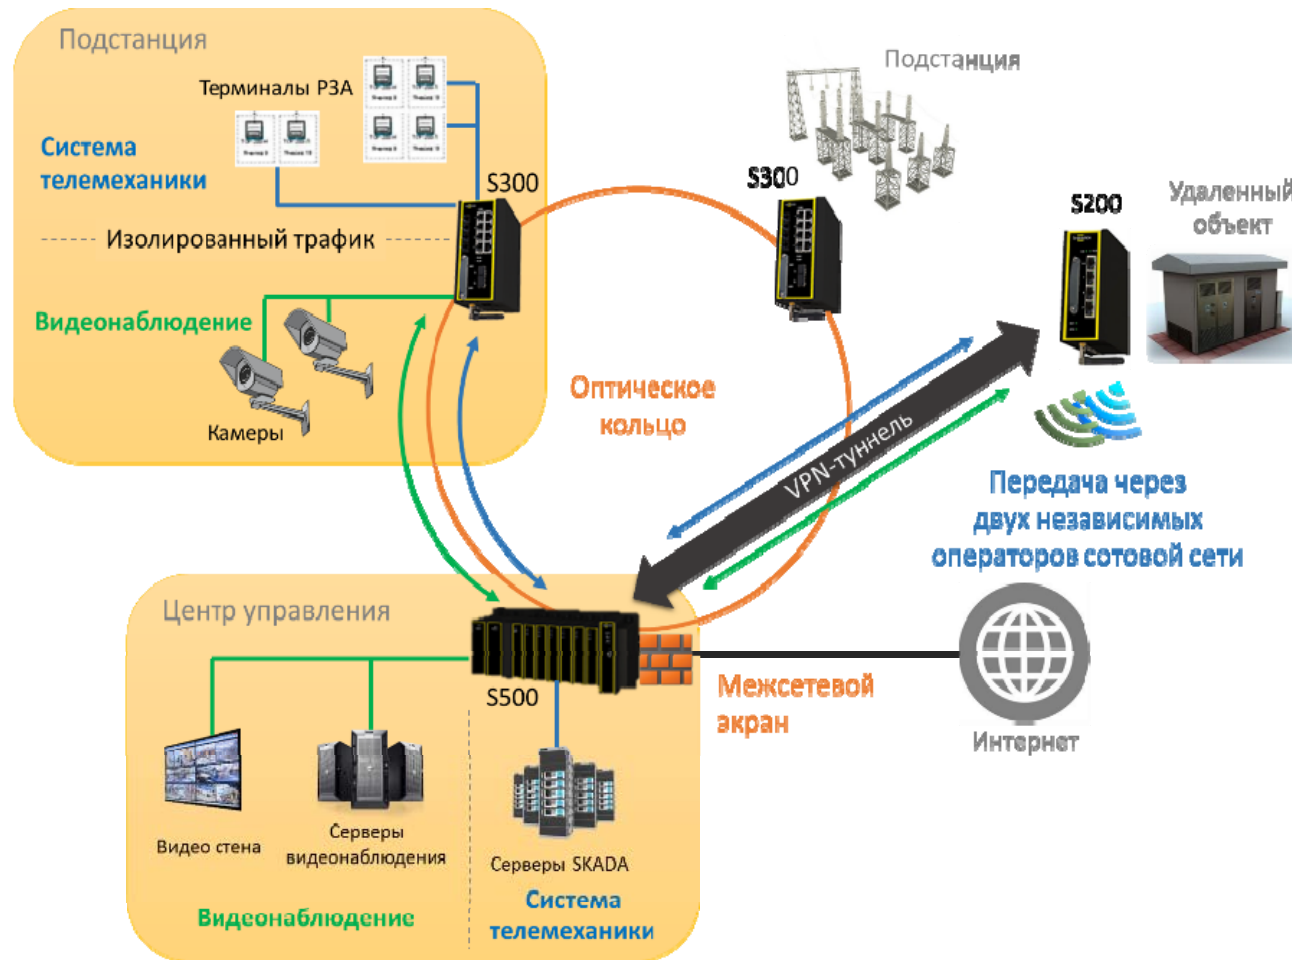 Подстанция
Терминалы РЗА
Система
телемеханики
S300
Изолированный трафик
Видеонаблюдение
Камеры
Подстанция
S300
S200
Удаленный
объект
Оптическое
кольцо
VPN-туннель
Передача через
двух независимых
операторов сотовой сети
Центр управления
S500
Межсетевой
экран
Интернет
Видео стена
Серверы
видеонаблюдения
Серверы SKADA
Видеонаблюдение
Система
телемеханики